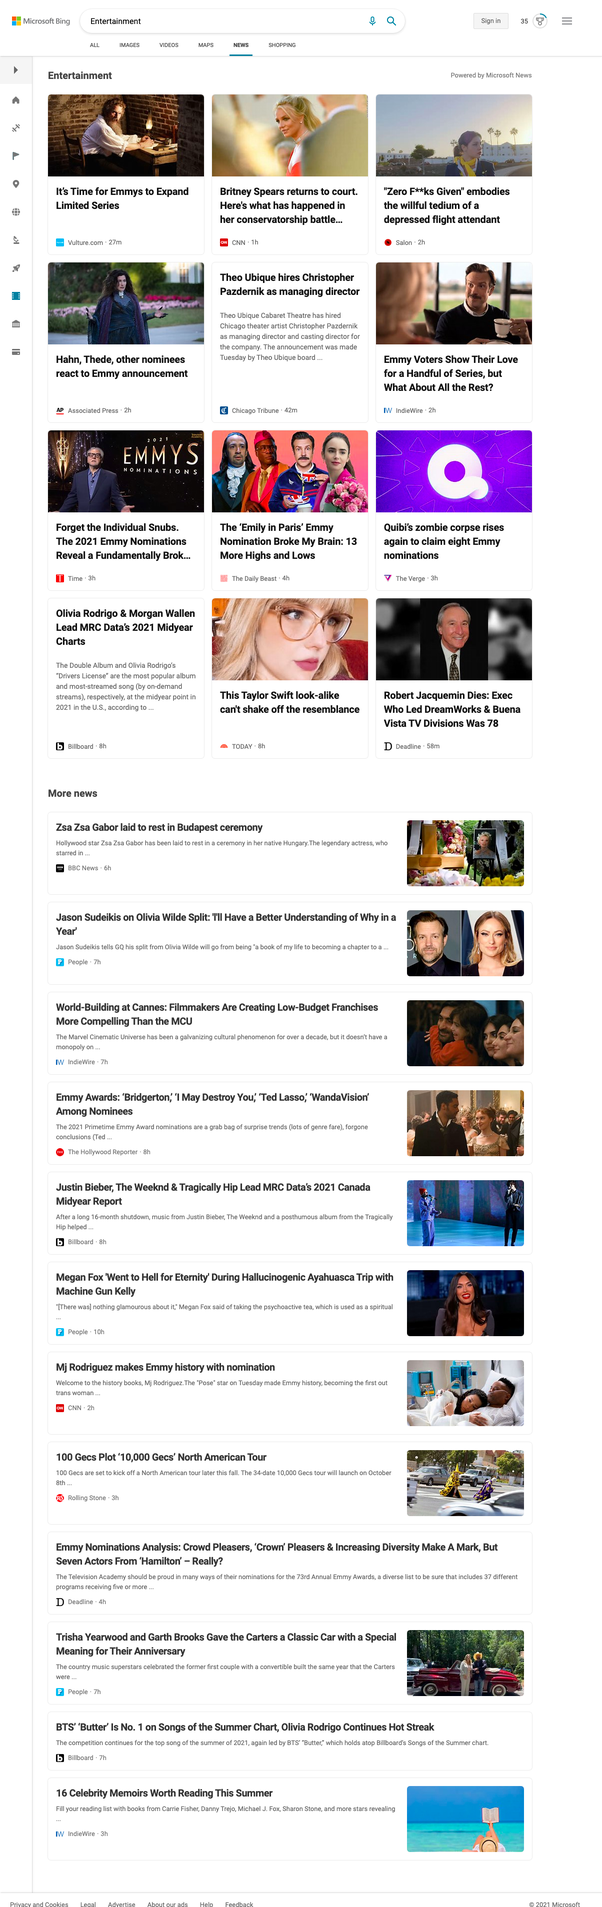 Microsoft Bing
Entertainment
Sign in
35
ALL IMAGES VIDEOS MAPS NEWS SHOPPING
Entertainment
Powered by Microsoft News
It's Time for Emmys to Expand
Limited Series
Vulture.com · 27m
Britney Spears returns to court.
Here's what has happened in
her conservatorship battle...
CNN · 1h
"Zero F**ks Given" embodies
the willful tedium of a
depressed flight attendant
Salon · 2h
Hahn, Thede, other nominees
react to Emmy announcement
AP
Associated Press · 2h
Theo Ubique hires Christopher
Pazdernik as managing director
Theo Ubique Cabaret Theatre has hired
Chicago theater artist Christopher Pazdernik
as managing director and casting director for
the company. The announcement was made
Tuesday by Theo Ubique board ...
Chicago Tribune · 42m
Emmy Voters Show Their Love
for a Handful of Series, but
What About All the Rest?
IW
IndieWire · 2h
2021
EMMYS
NOMINATIONS
Forget the Individual Snubs.
The 2021 Emmy Nominations
Reveal a Fundamentally Brok...
Time · 3h
The 'Emily in Paris' Emmy
Nomination Broke My Brain: 13
More Highs and Lows
The Daily Beast · 4h
Quibi's zombie corpse rises
again to claim eight Emmy
nominations
The Verge · 3h
Olivia Rodrigo & Morgan Wallen
Lead MRC Data's 2021 Midyear
Charts
The Double Album and Olivia Rodrigo's
"Drivers License" are the most popular album
and most-streamed song (by on-demand
streams), respectively, at the midyear point in
2021 in the U.S., according to ...
Billboard · 8h
This Taylor Swift look-alike
can't shake off the resemblance
TODAY · 8h
Robert Jacquemin Dies: Exec
Who Led DreamWorks & Buena
Vista TV Divisions Was 78
Deadline · 58m
More news
Zsa Zsa Gabor laid to rest in Budapest ceremony
Hollywood star Zsa Zsa Gabor has been laid to rest in a ceremony in her native Hungary.The legendary actress, who
starred in ...
BBC News · 6h
Jason Sudeikis on Olivia Wilde Split: 'I'll Have a Better Understanding of Why in a
Year'
Jason Sudeikis tells GQ his split from Olivia Wilde will go from being "a book of my life to becoming a chapter to a ...
People · 7h
World-Building at Cannes: Filmmakers Are Creating Low-Budget Franchises
More Compelling Than the MCU
The Marvel Cinematic Universe has been a galvanizing cultural phenomenon for over a decade, but it doesn't have a
monopoly on ...
IW
IndieWire · 7h
Emmy Awards: 'Bridgerton,' 'I May Destroy You,' 'Ted Lasso,' 'WandaVision'
Among Nominees
The 2021 Primetime Emmy Award nominations are a grab bag of surprise trends (lots of genre fare), forgone
conclusions (Ted ...
The Hollywood Reporter · 8h
Justin Bieber, The Weeknd & Tragically Hip Lead MRC Data's 2021 Canada
Midyear Report
After a long 16-month shutdown, music from Justin Bieber, The Weeknd and a posthumous album from the Tragically
Hip helped ...
Billboard · 8h
Megan Fox 'Went to Hell for Eternity' During Hallucinogenic Ayahuasca Trip with
Machine Gun Kelly
"[There was] nothing glamourous about it," Megan Fox said of taking the psychoactive tea, which is used as a spiritual
...
People · 10h
Mj Rodriguez makes Emmy history with nomination
Welcome to the history books, Mj Rodriguez.The "Pose" star on Tuesday made Emmy history, becoming the first out
trans woman ...
CNN · 2h
100 Gecs Plot '10,000 Gecs' North American Tour
100 Gecs are set to kick off a North American tour later this fall. The 34-date 10,000 Gecs tour will launch on October
8th ...
Rolling Stone · 3h
Emmy Nominations Analysis: Crowd Pleasers, 'Crown' Pleasers & Increasing Diversity Make A Mark, But
Seven Actors From 'Hamilton' – Really?
The Television Academy should be proud in many ways of their nominations for the 73rd Annual Emmy Awards, a diverse list to be sure that includes 37 different
programs receiving five or more ...
Deadline · 4h
Trisha Yearwood and Garth Brooks Gave the Carters a Classic Car with a Special
Meaning for Their Anniversary
The country music superstars celebrated the former first couple with a convertible built the same year that the Carters
were ...
People · 7h
BTS' 'Butter' Is No. 1 on Songs of the Summer Chart, Olivia Rodrigo Continues Hot Streak
The competition continues for the top song of the summer of 2021, again led by BTS' "Butter," which holds atop Billboard's Songs of the Summer chart.
Billboard · 7h
16 Celebrity Memoirs Worth Reading This Summer
Fill your reading list with books from Carrie Fisher, Danny Trejo, Michael J. Fox, Sharon Stone, and more stars revealing
...
IW
IndieWire · 3h
Privacy and Cookies Legal Advertise About our ads Help Feedback
© 2021 Microsoft